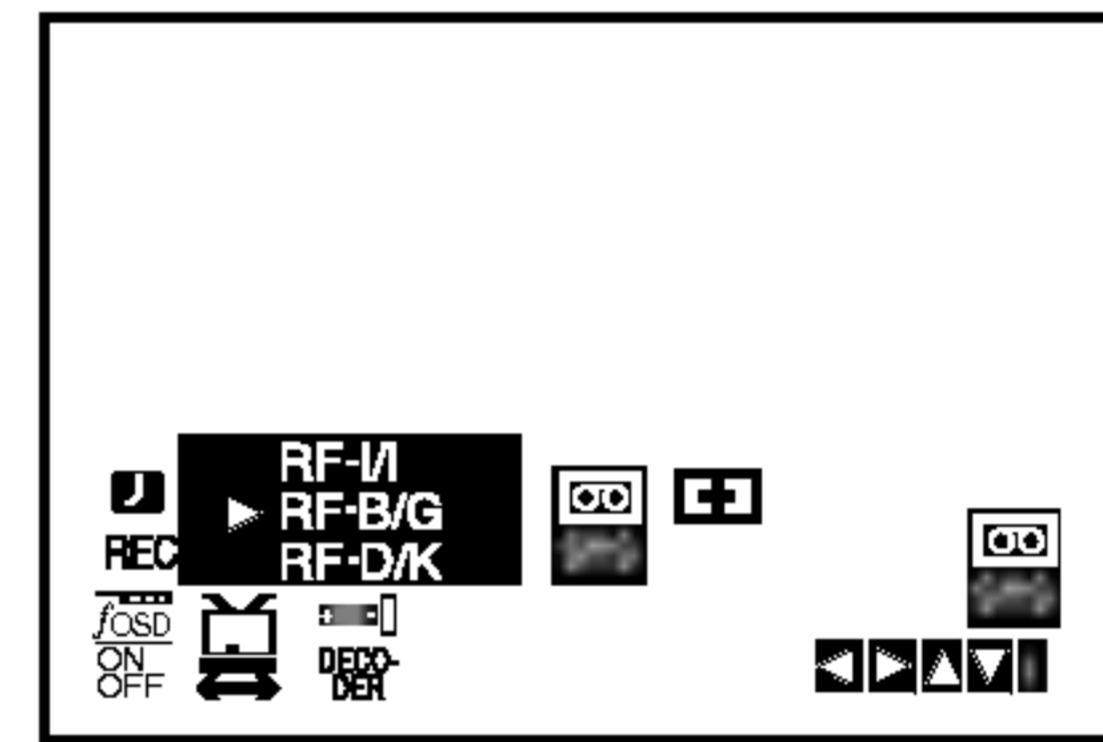 RF-I/I
RF-B/G
RF-D/K
REC
fOSD
ON
OFF
DECO-
DER